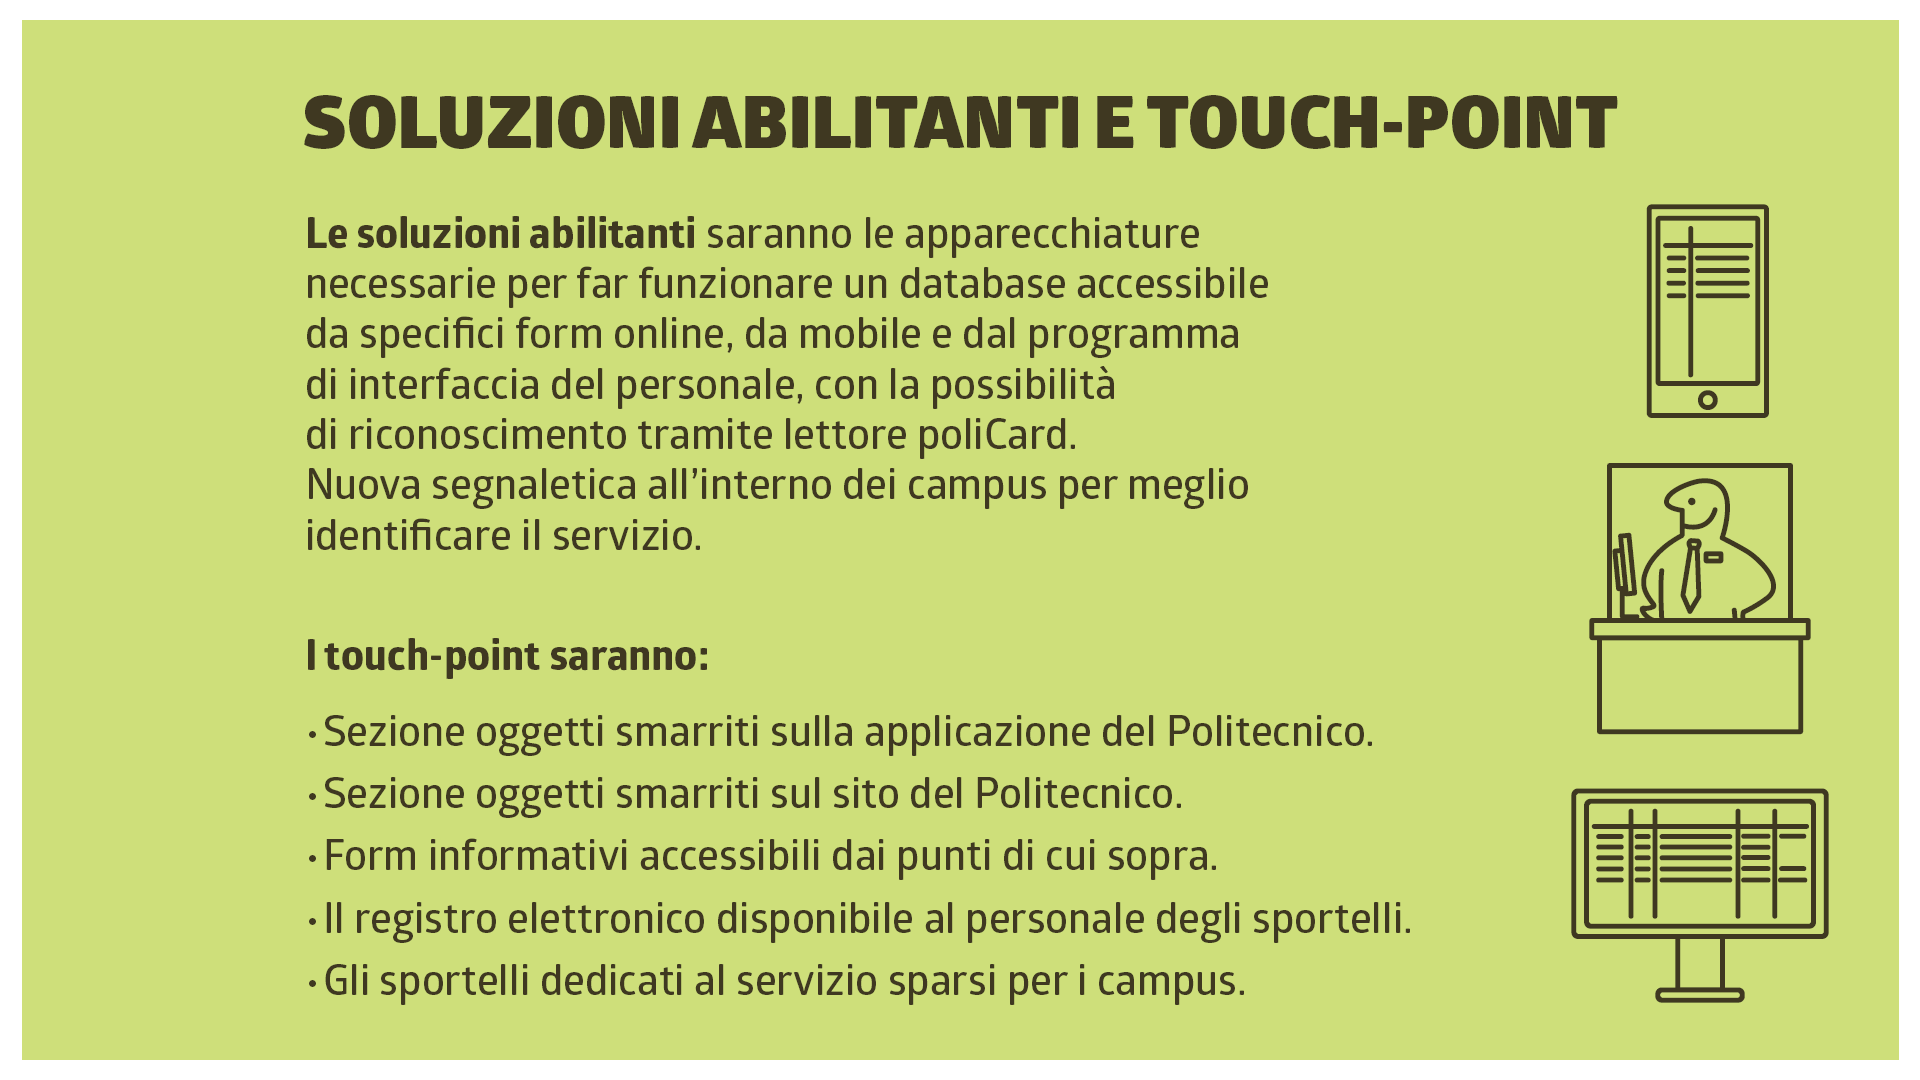 SOLUZIONI ABILITANTI E TOUCH-POINT
Le soluzioni abilitanti saranno le apparecchiature
necessarie per far funzionare un database accessibile
da specifici form online, da mobile e dal programma
di interfaccia del personale, con la possibilità
di riconoscimento tramite lettore poliCard.
Nuova segnaletica all’interno dei campus per meglio
identificare il servizio.
I touch-point saranno:
· Sezione oggetti smarriti sulla applicazione del Politecnico.
· Sezione oggetti smarriti sul sito del Politecnico.
· Form informativi accessibili dai punti di cui sopra.
· Il registro elettronico disponibile al personale degli sportelli.
· Gli sportelli dedicati al servizio sparsi per i campus.